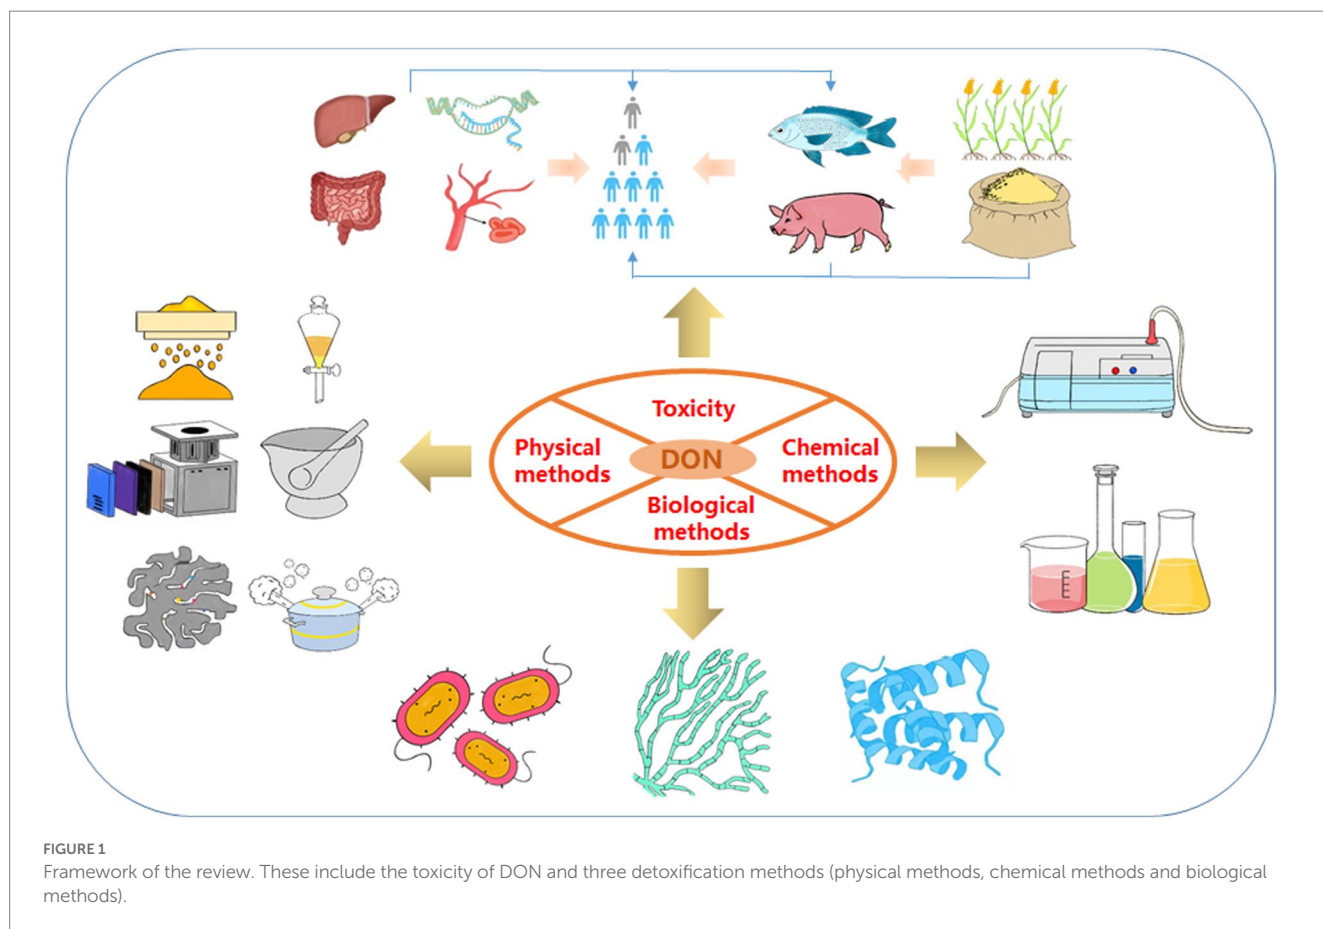 Toxicity
Physical
methods
DON
Chemical
methods
Biological
methods
FIGURE 1
Framework of the review. These include the toxicity of DON and three detoxification methods (physical methods, chemical methods and biological
methods).